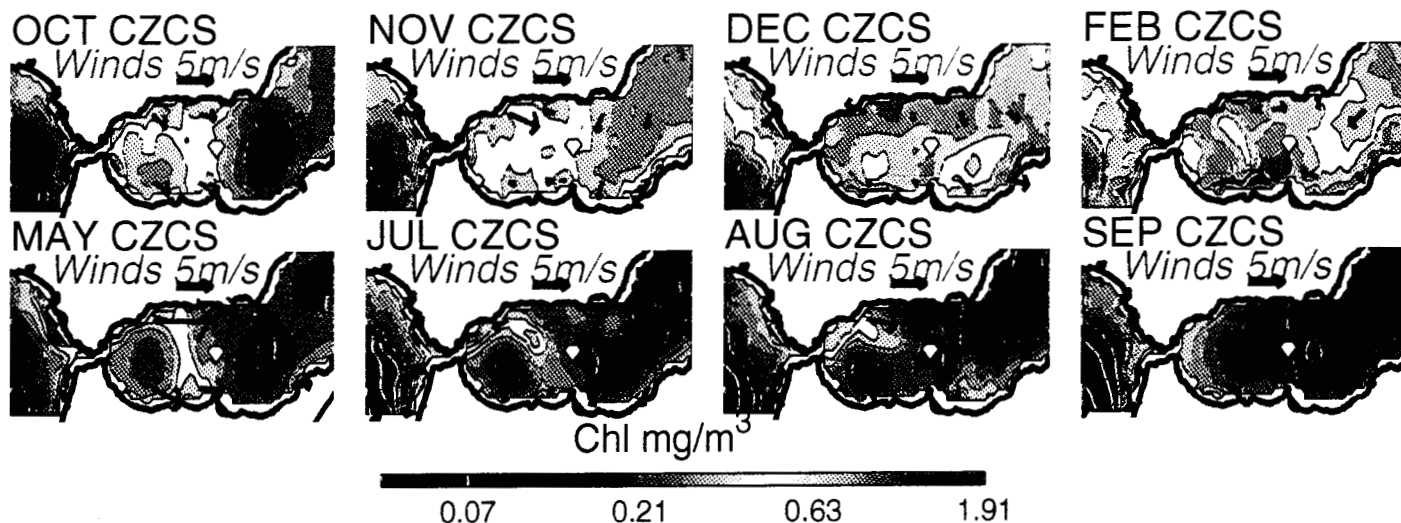 OCT CZCS
Winds 5m/s
NOV CZCS
Winds 5m/s
DEC CZCS
Winds 5m/s
FEB CZCS
Winds 5m/s
MAY CZCS
Winds 5m/s
JUL CZCS
Winds 5m/s
AUG CZCS
Winds 5m/s
SEP CZCS
Winds 5m/s
Chl mg/m³
0.07 0.21 0.63 1.91